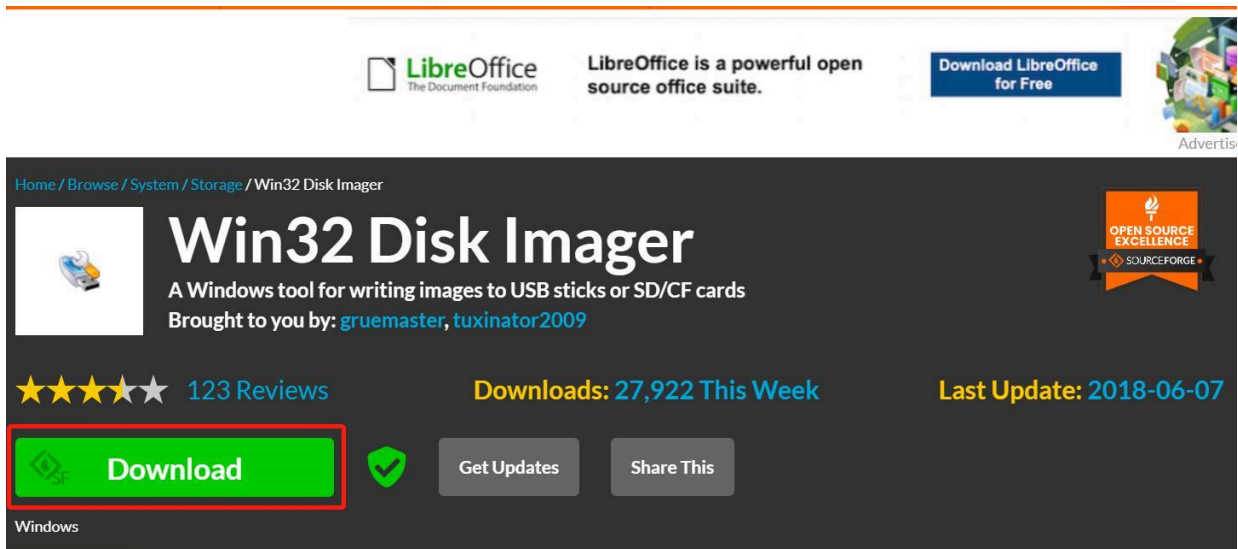 LibreOffice
The Document Foundation
LibreOffice is a powerful open
source office suite.
Download LibreOffice
for Free
Home / Browse / System / Storage / Win32 Disk Imager
Win32 Disk Imager
A Windows tool for writing images to USB sticks or SD/CF cards
Brought to you by: gruemaster, tuxinator2009
OPEN SOURCE
EXCELLENCE
SOURCEFORGE
123 Reviews
Downloads: 27,922 This Week
Last Update: 2018-06-07
SF
Download
Get Updates
Share This
Windows